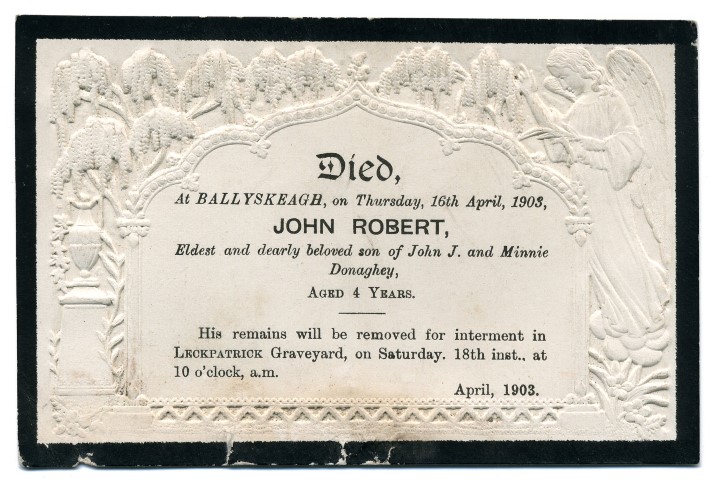 Died,
At BALLYSKEAGH, on Thursday, 16th April, 1903,
JOHN ROBERT,
Eldest and dearly beloved son of John J. and Minnie
Donaghey,
AGED 4 YEARS.
His remains will be removed for interment in
LECKPATRICK Graveyard, on Saturday. 18th inst., at
10 o'clock, a.m.
April, 1903.